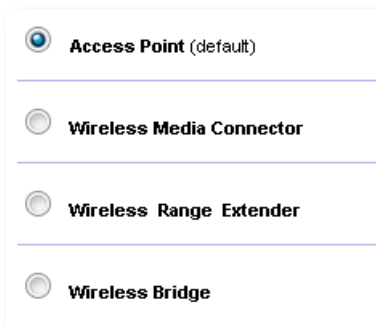 Access Point (default)
Wireless Media Connector
Wireless Range Extender
Wireless Bridge